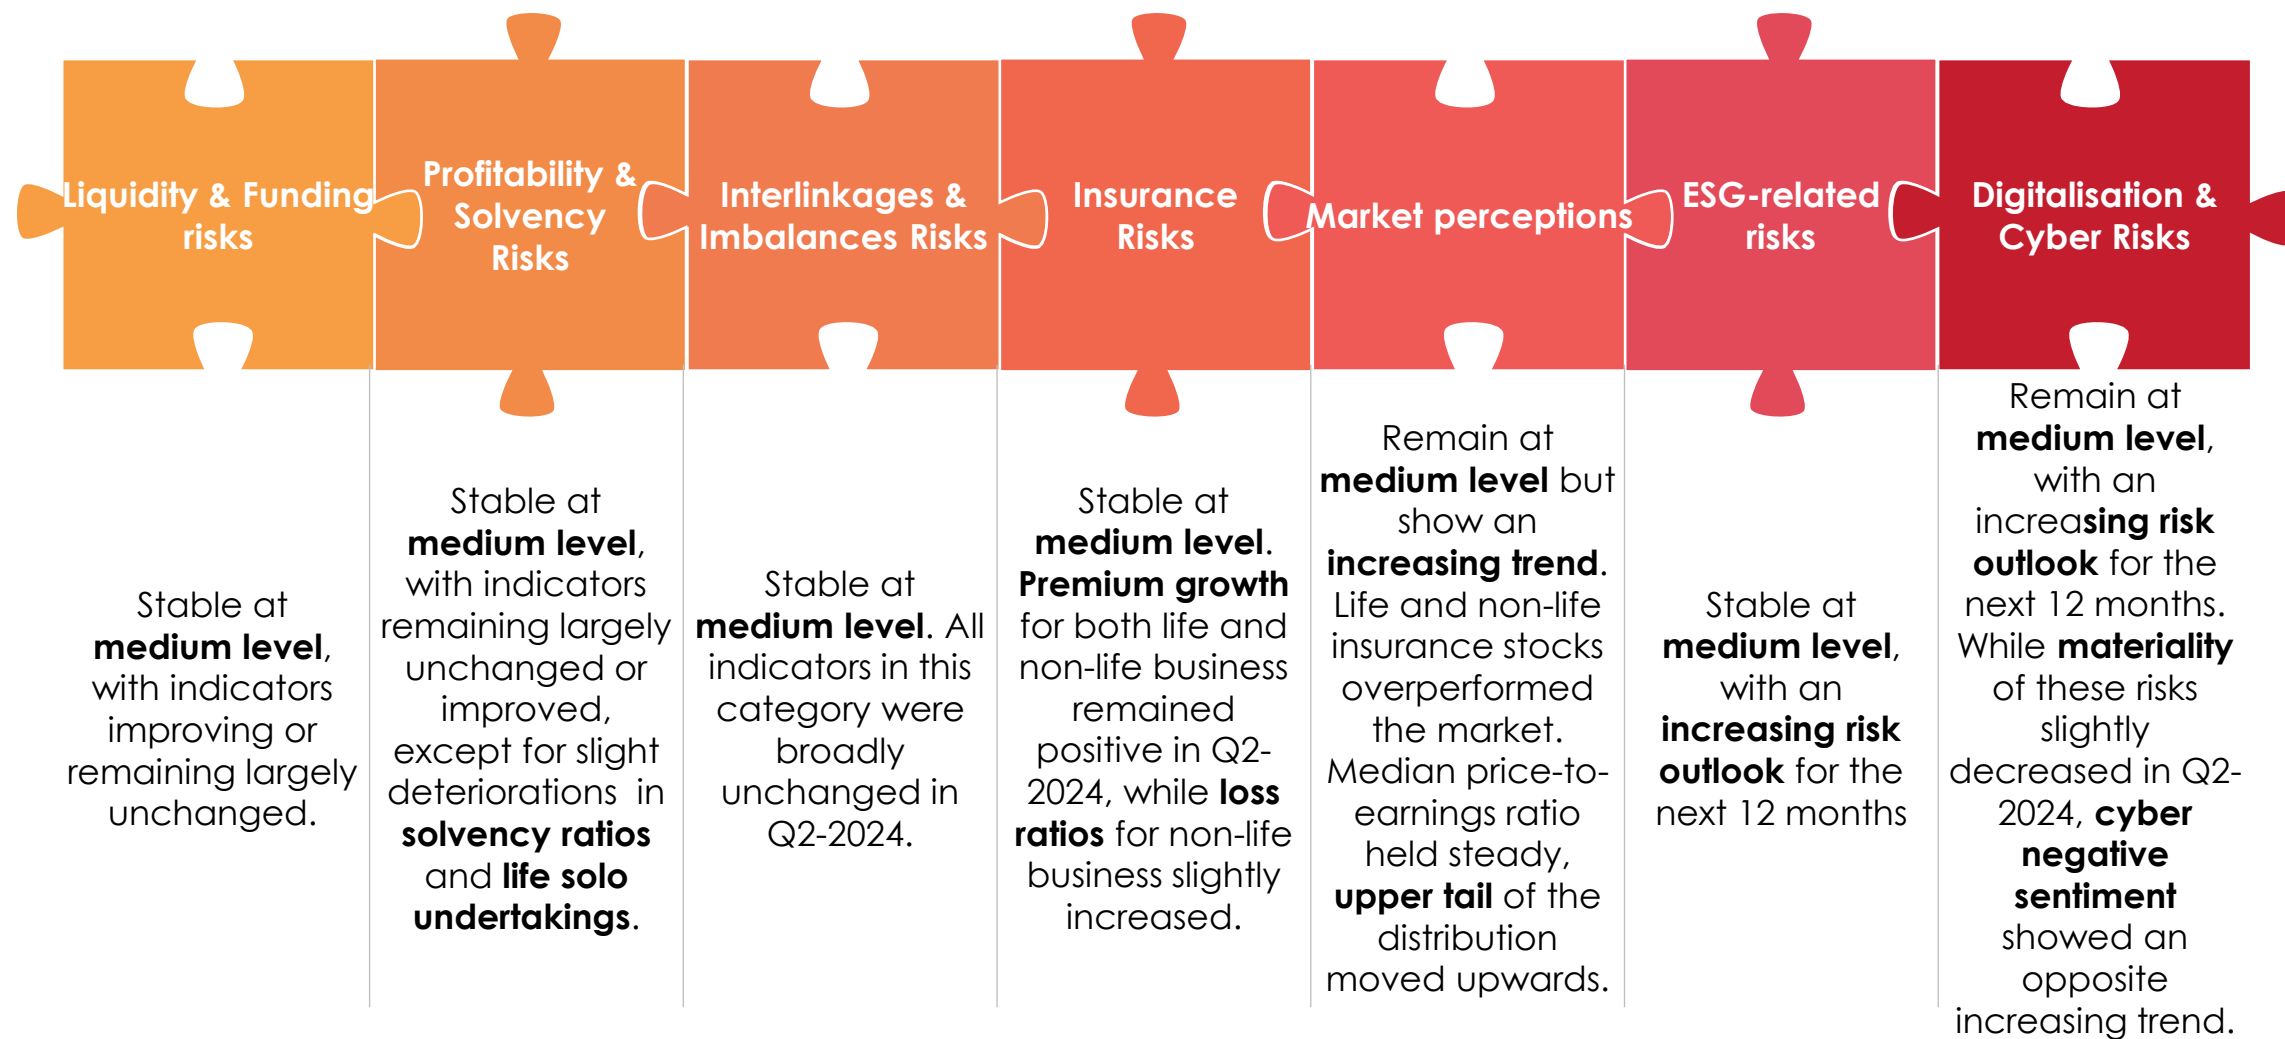 Liquidity & Funding
risks
Profitability &
Solvency
Risks
Interlinkages &
Imbalances Risks
Insurance
Risks
Market perceptions
ESG-related
risks
Digitalisation &
Cyber Risks
Stable at
medium level,
with indicators
improving or
remaining largely
unchanged.
Stable at
medium level,
with indicators
remaining largely
unchanged or
improved,
except for slight
deteriorations in
solvency ratios
and life solo
undertakings.
Stable at
medium level. All
indicators in this
category were
broadly
unchanged in
Q2-2024.
Stable at
medium level.
Premium growth
for both life and
non-life business
remained
positive in Q2-
2024, while loss
ratios for non-life
business slightly
increased.
Remain at
medium level but
show an
increasing trend.
Life and non-life
insurance stocks
overperformed
the market.
Median price-to-
earnings ratio
held steady,
upper tail of the
distribution
moved upwards.
Stable at
medium level,
with an
increasing risk
outlook for the
next 12 months
Remain at
medium level,
with an
increasing risk
outlook for the
next 12 months.
While materiality
of these risks
slightly
decreased in Q2-
2024, cyber
negative
sentiment
showed an
opposite
increasing trend.